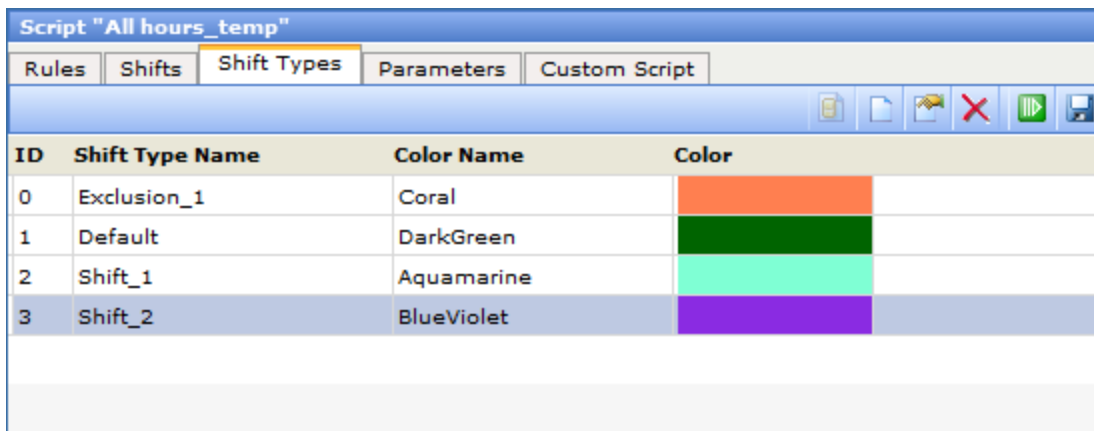 Script "All hours_temp"
Rules Shifts Shift Types Parameters Custom Script
ID Shift Type Name Color Name Color
0 Exclusion_1 Coral
1 Default DarkGreen
2 Shift_1 Aquamarine
3 Shift_2 BlueViolet